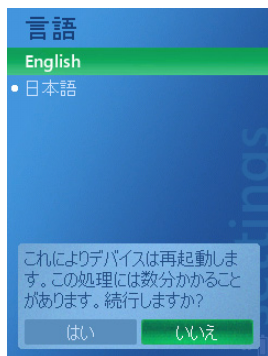 言語
English
日本語
これによりデバイスは再起動しま
す。この処理には数分かかること
があります。続行しますか?
はい
いいえ